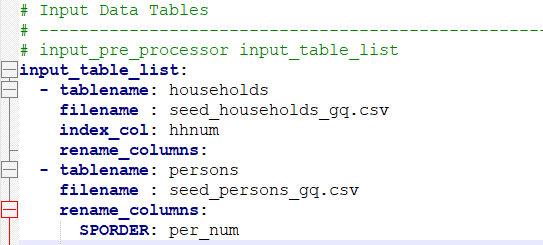 # Input Data Tables
# ----------------------------------------------------
# input_pre_processor input_table_list
input_table_list:
  - tablename: households
    filename : seed_households_gq.csv
    index_col: hhnum
    rename_columns:
  - tablename: persons
    filename : seed_persons_gq.csv
    rename_columns:
      SPORDER: per_num